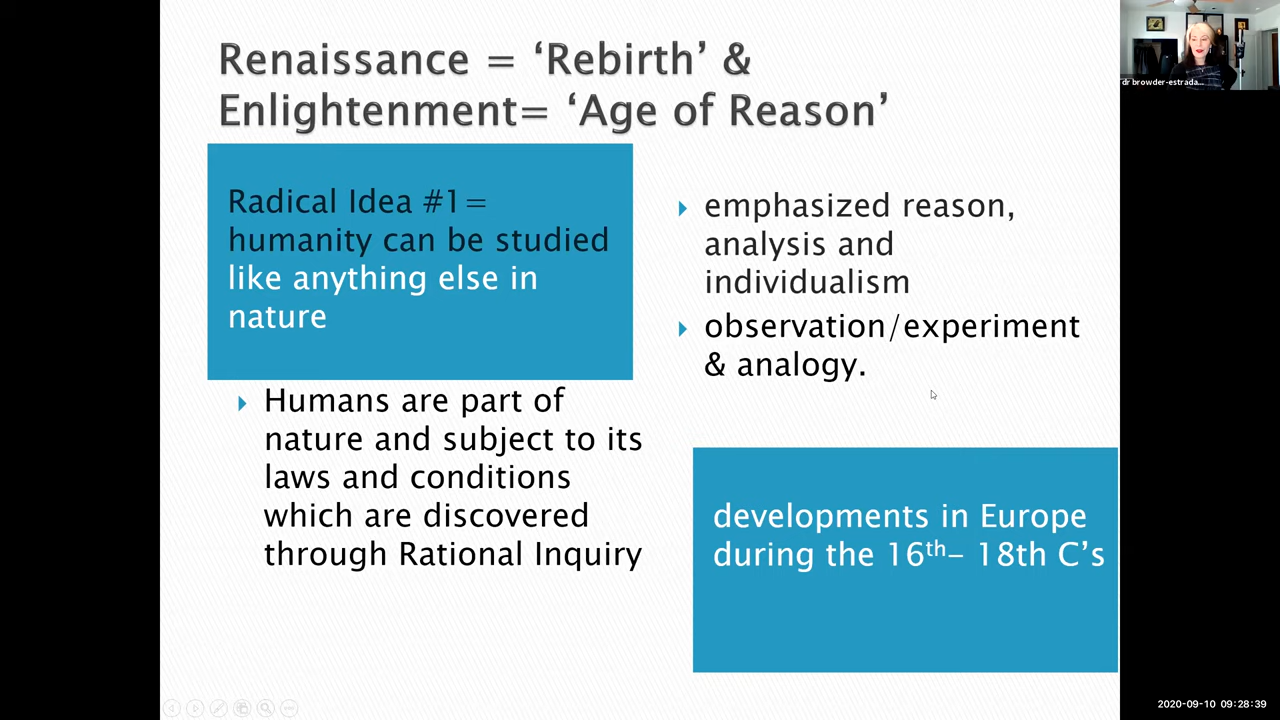 Renaissance = ‘Rebirth’ &
Enlightenment= ‘Age of Reason’
Radical Idea #1=
humanity can be studied
like anything else in
nature
Humans are part of
nature and subject to its
laws and conditions
which are discovered
through Rational Inquiry
emphasized reason,
analysis and
individualism
observation/experiment
& analogy.
developments in Europe
during the 16th– 18th C’s
dr browder-estrada...
2020-09-10 09:28:39